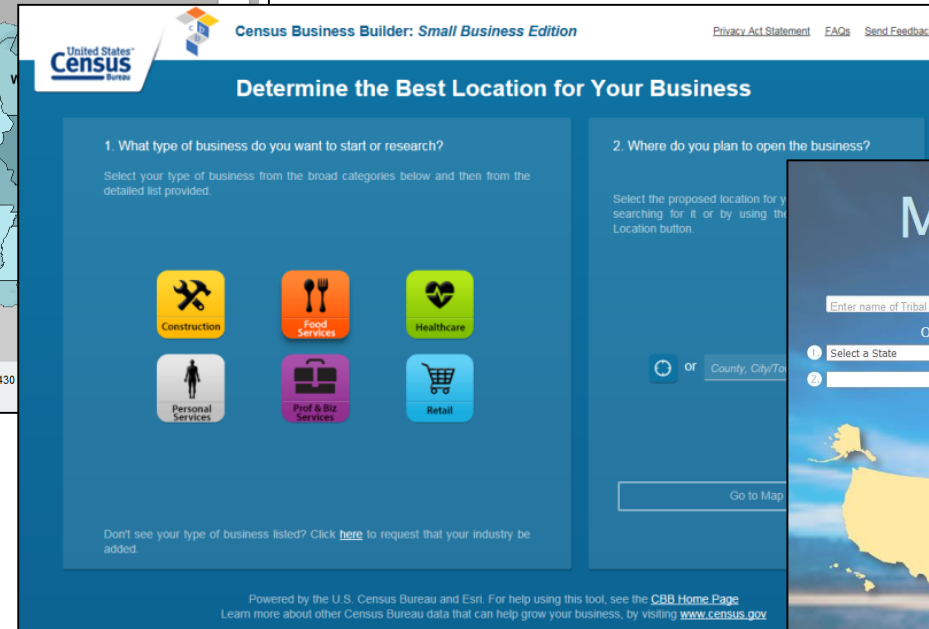 United States™
Census
Bureau
Census Business Builder: Small Business Edition
Privacy Act Statement FAQs Send
Determine the Best Location for Your Business
1. What type of business do you want to start or research?
Select your type of business from the broad categories below and then from the
detailed list provided.
Construction
Food
Services
Healthcare
Personal
Services
Prof & Biz
Services
Retail
Don't see your type of business listed? Click here to request that your industry be
added.
2. Where do you plan to open the business?
Select the proposed location for
searching for it or by using the
Location button.
or County, City/
Go to Map
Enter name of Tribal
1. Select a State
2.
430
Powered by the U.S. Census Bureau and Esri. For help using this tool, see the CBB Home Page
Learn more about other Census Bureau data that can help grow your business, by visiting www.census.gov